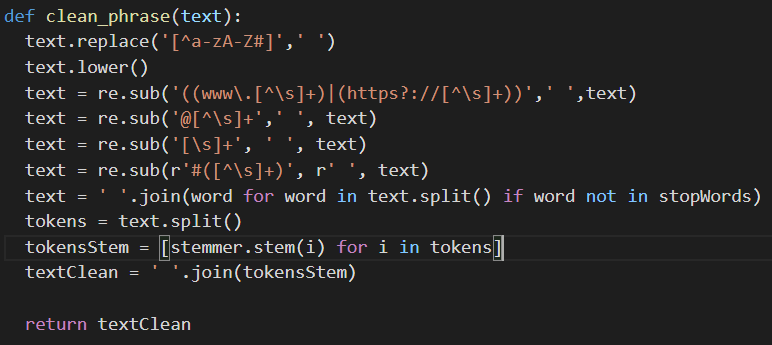 def clean_phrase(text):
  text.replace('[^a-zA-Z#]',' ')
  text.lower()
  text = re.sub('((www\.[^\s]+)|(https?://[^\s]+))',' ',text)
  text = re.sub('@[^\s]+',' ', text)
  text = re.sub('[\s]+', ' ', text)
  text = re.sub(r'#([^\s]+)', r' ', text)
  text = ' '.join(word for word in text.split() if word not in stopWords)
  tokens = text.split()
  tokensStem = [stemmer.stem(i) for i in tokens]
  textClean = ' '.join(tokensStem)

  return textClean